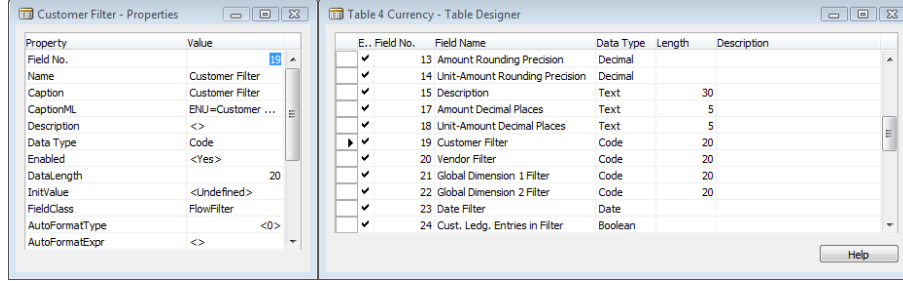 Customer Filter - Properties
Property Value
Field No. 19
Name Customer Filter
Caption Customer Filter
CaptionML ENU=Customer ...
Description <>
Data Type Code
Enabled <Yes>
DataLength 20
InitValue <Undefined>
FieldClass FlowFilter
AutoFormatType <0>
AutoFormatExpr <>
Table 4 Currency - Table Designer
E.. Field No. Field Name Data Type Length Description
13 Amount Rounding Precision Decimal
14 Unit-Amount Rounding Precision Decimal
15 Description Text 30
17 Amount Decimal Places Text 5
18 Unit-Amount Decimal Places Text 5
19 Customer Filter Code 20
20 Vendor Filter Code 20
21 Global Dimension 1 Filter Code 20
22 Global Dimension 2 Filter Code 20
23 Date Filter Date
24 Cust. Ledg. Entries in Filter Boolean
Help